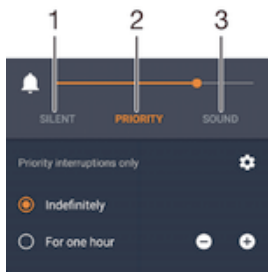 1 2 3
SILENT PRIORITY SOUND
Priority interruptions only
Indefinitely
For one hour